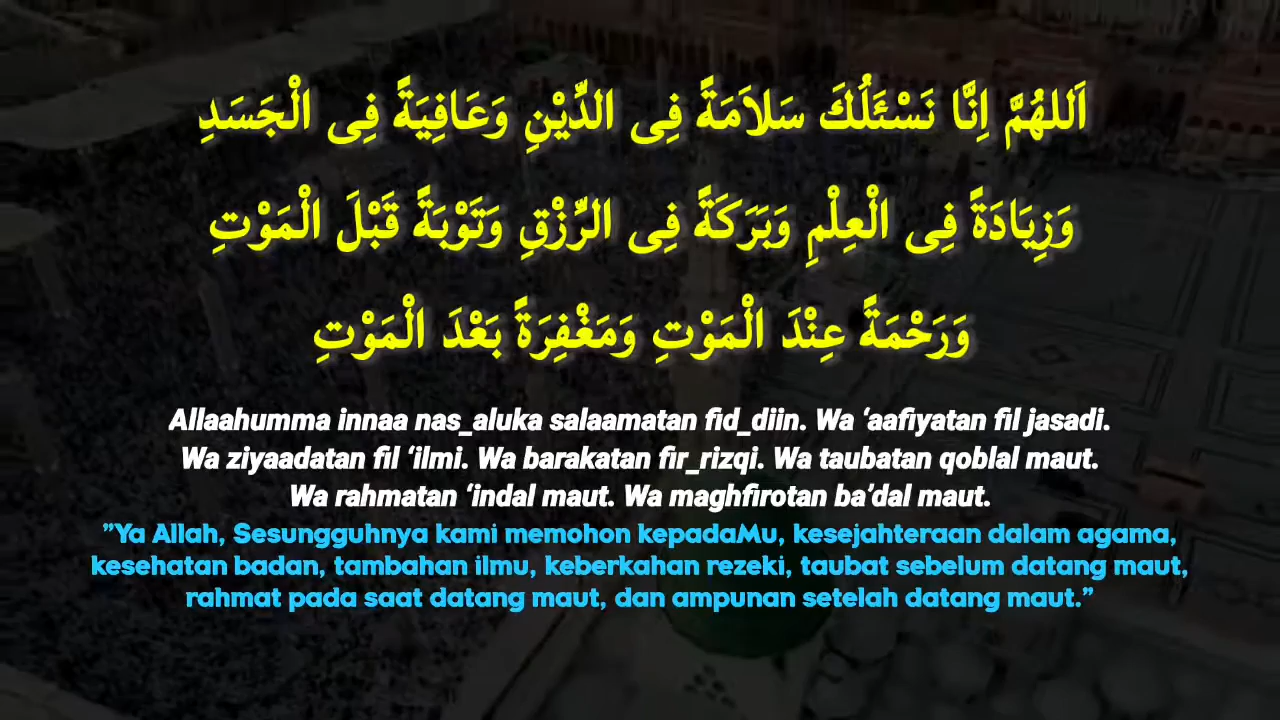 اَللهُمَّ اِنَّا نَسْئَلُكَ سَلاَمَةً فِى الدِّيْنِ وَعَافِيَةً فِى الْجَسَدِ
وَزِيَادَةً فِى الْعِلْمِ وَبَرَكَةً فِى الرِّزْقِ وَتَوْبَةً قَبْلَ الْمَوْتِ
وَرَحْمَةً عِنْدَ الْمَوْتِ وَمَغْفِرَةً بَعْدَ الْمَوْتِ
Allaahumma innaa nas_aluka salaamatan fid_diin. Wa ‘aafiyatan fil jasadi.
Wa ziyaadatan fil ‘ilmi. Wa barakatan fir_rizqi. Wa taubatan qoblal maut.
Wa rahmatan ‘indal maut. Wa maghfirotan ba’dal maut.
”Ya Allah, Sesungguhnya kami memohon kepadaMu, kesejahteraan dalam agama,
kesehatan badan, tambahan ilmu, keberkahan rezeki, taubat sebelum datang maut,
rahmat pada saat datang maut, dan ampunan setelah datang maut.”